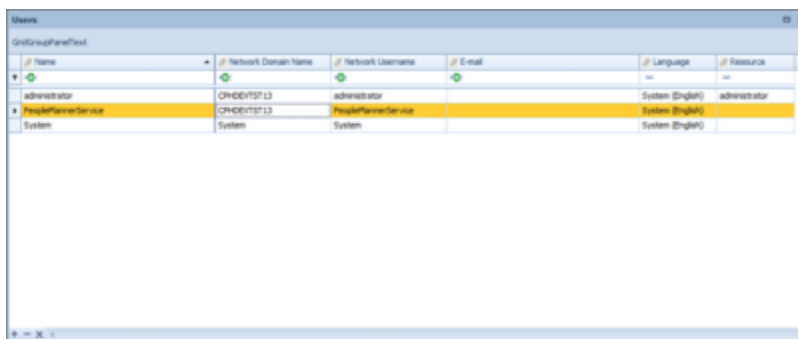 Users
GridGroupPanelText
Name Network Domain Name Network Username E-mail Language Resource
administrator CPHDEVTST13 administrator System (English) administrator
PeoplePlannerService CPHDEVTST13 PeoplePlannerService System (English)
System System System System (English)